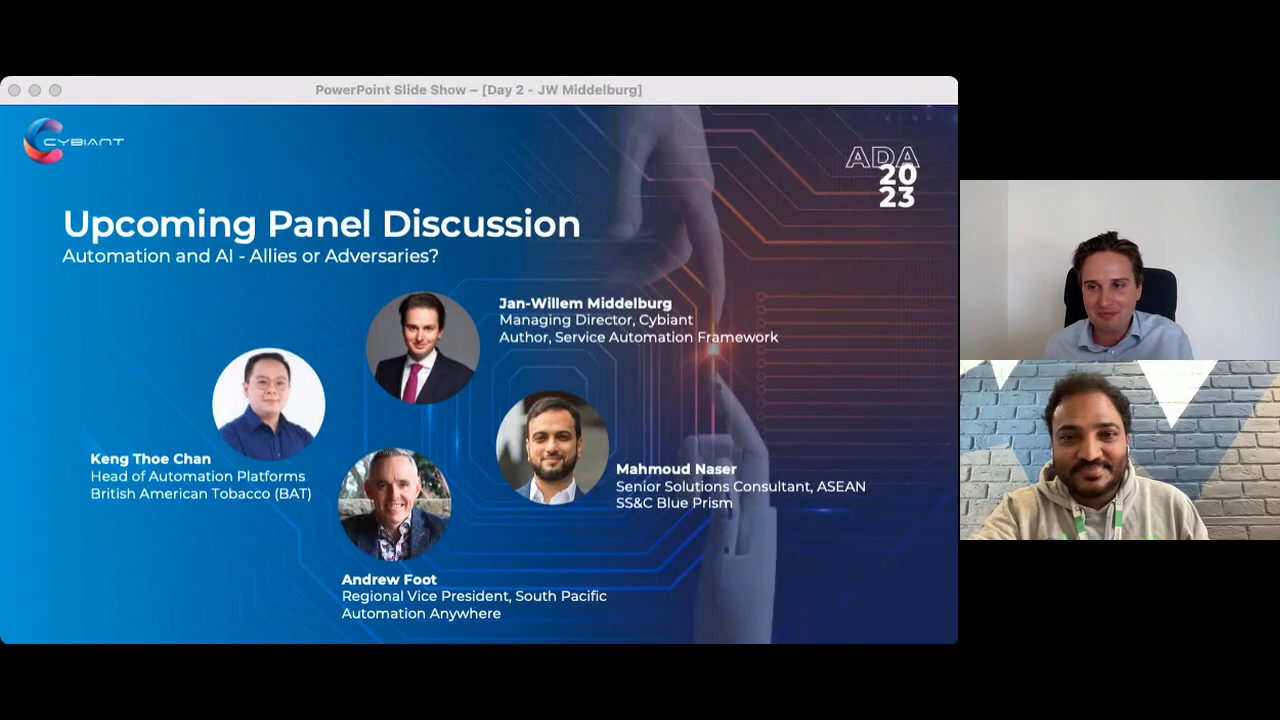 PowerPoint Slide Show – [Day 2 - JW Middelburg]
CYBIANT
ADA
20
23
Upcoming Panel Discussion
Automation and AI - Allies or Adversaries?
Jan-Willem Middelburg
Managing Director, Cybiant
Author, Service Automation Framework
Keng Thoe Chan
Head of Automation Platforms
British American Tobacco (BAT)
Mahmoud Naser
Senior Solutions Consultant, ASEAN
SS&C Blue Prism
Andrew Foot
Regional Vice President, South Pacific
Automation Anywhere